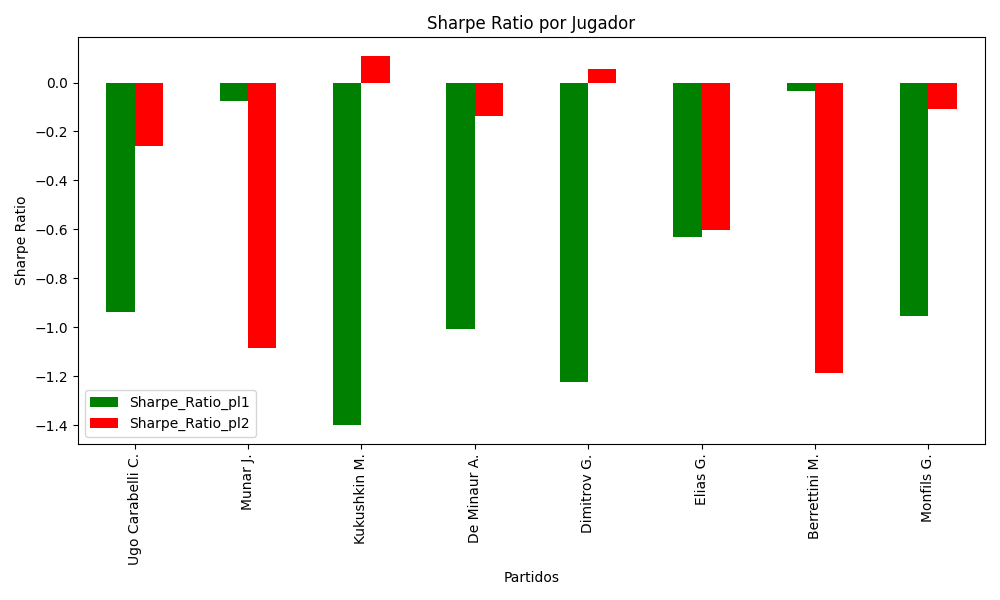 Sharpe Ratio por Jugador
Sharpe Ratio
0.0
−0.2
−0.4
−0.6
−0.8
−1.0
−1.2
−1.4
Sharpe_Ratio_pl1
Sharpe_Ratio_pl2
Ugo Carabelli C.
Munar J.
Kukushkin M.
De Minaur A.
Dimitrov G.
Elias G.
Berrettini M.
Monfils G.
Partidos